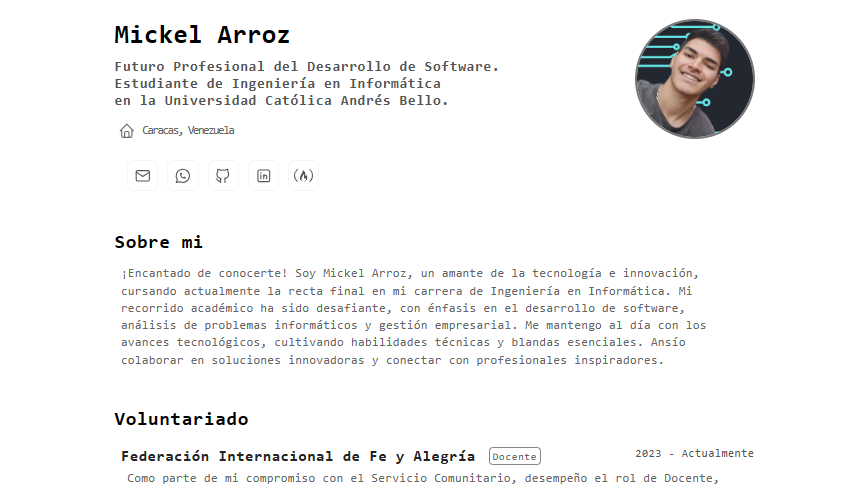 Mickel Arroz
Futuro Profesional del Desarrollo de Software.
Estudiante de Ingeniería en Informática
en la Universidad Católica Andrés Bello.
Caracas, Venezuela
Sobre mi
¡Encantado de conocerte! Soy Mickel Arroz, un amante de la tecnología e innovación,
cursando actualmente la recta final en mi carrera de Ingeniería en Informática. Mi
recorrido académico ha sido desafiante, con énfasis en el desarrollo de software,
análisis de problemas informáticos y gestión empresarial. Me mantengo al día con los
avances tecnológicos, cultivando habilidades técnicas y blandas esenciales. Ansío
colaborar en soluciones innovadoras y conectar con profesionales inspiradores.
Voluntariado
Federación Internacional de Fe y Alegría Docente 2023 - Actualmente
Como parte de mi compromiso con el Servicio Comunitario, desempeño el rol de Docente,